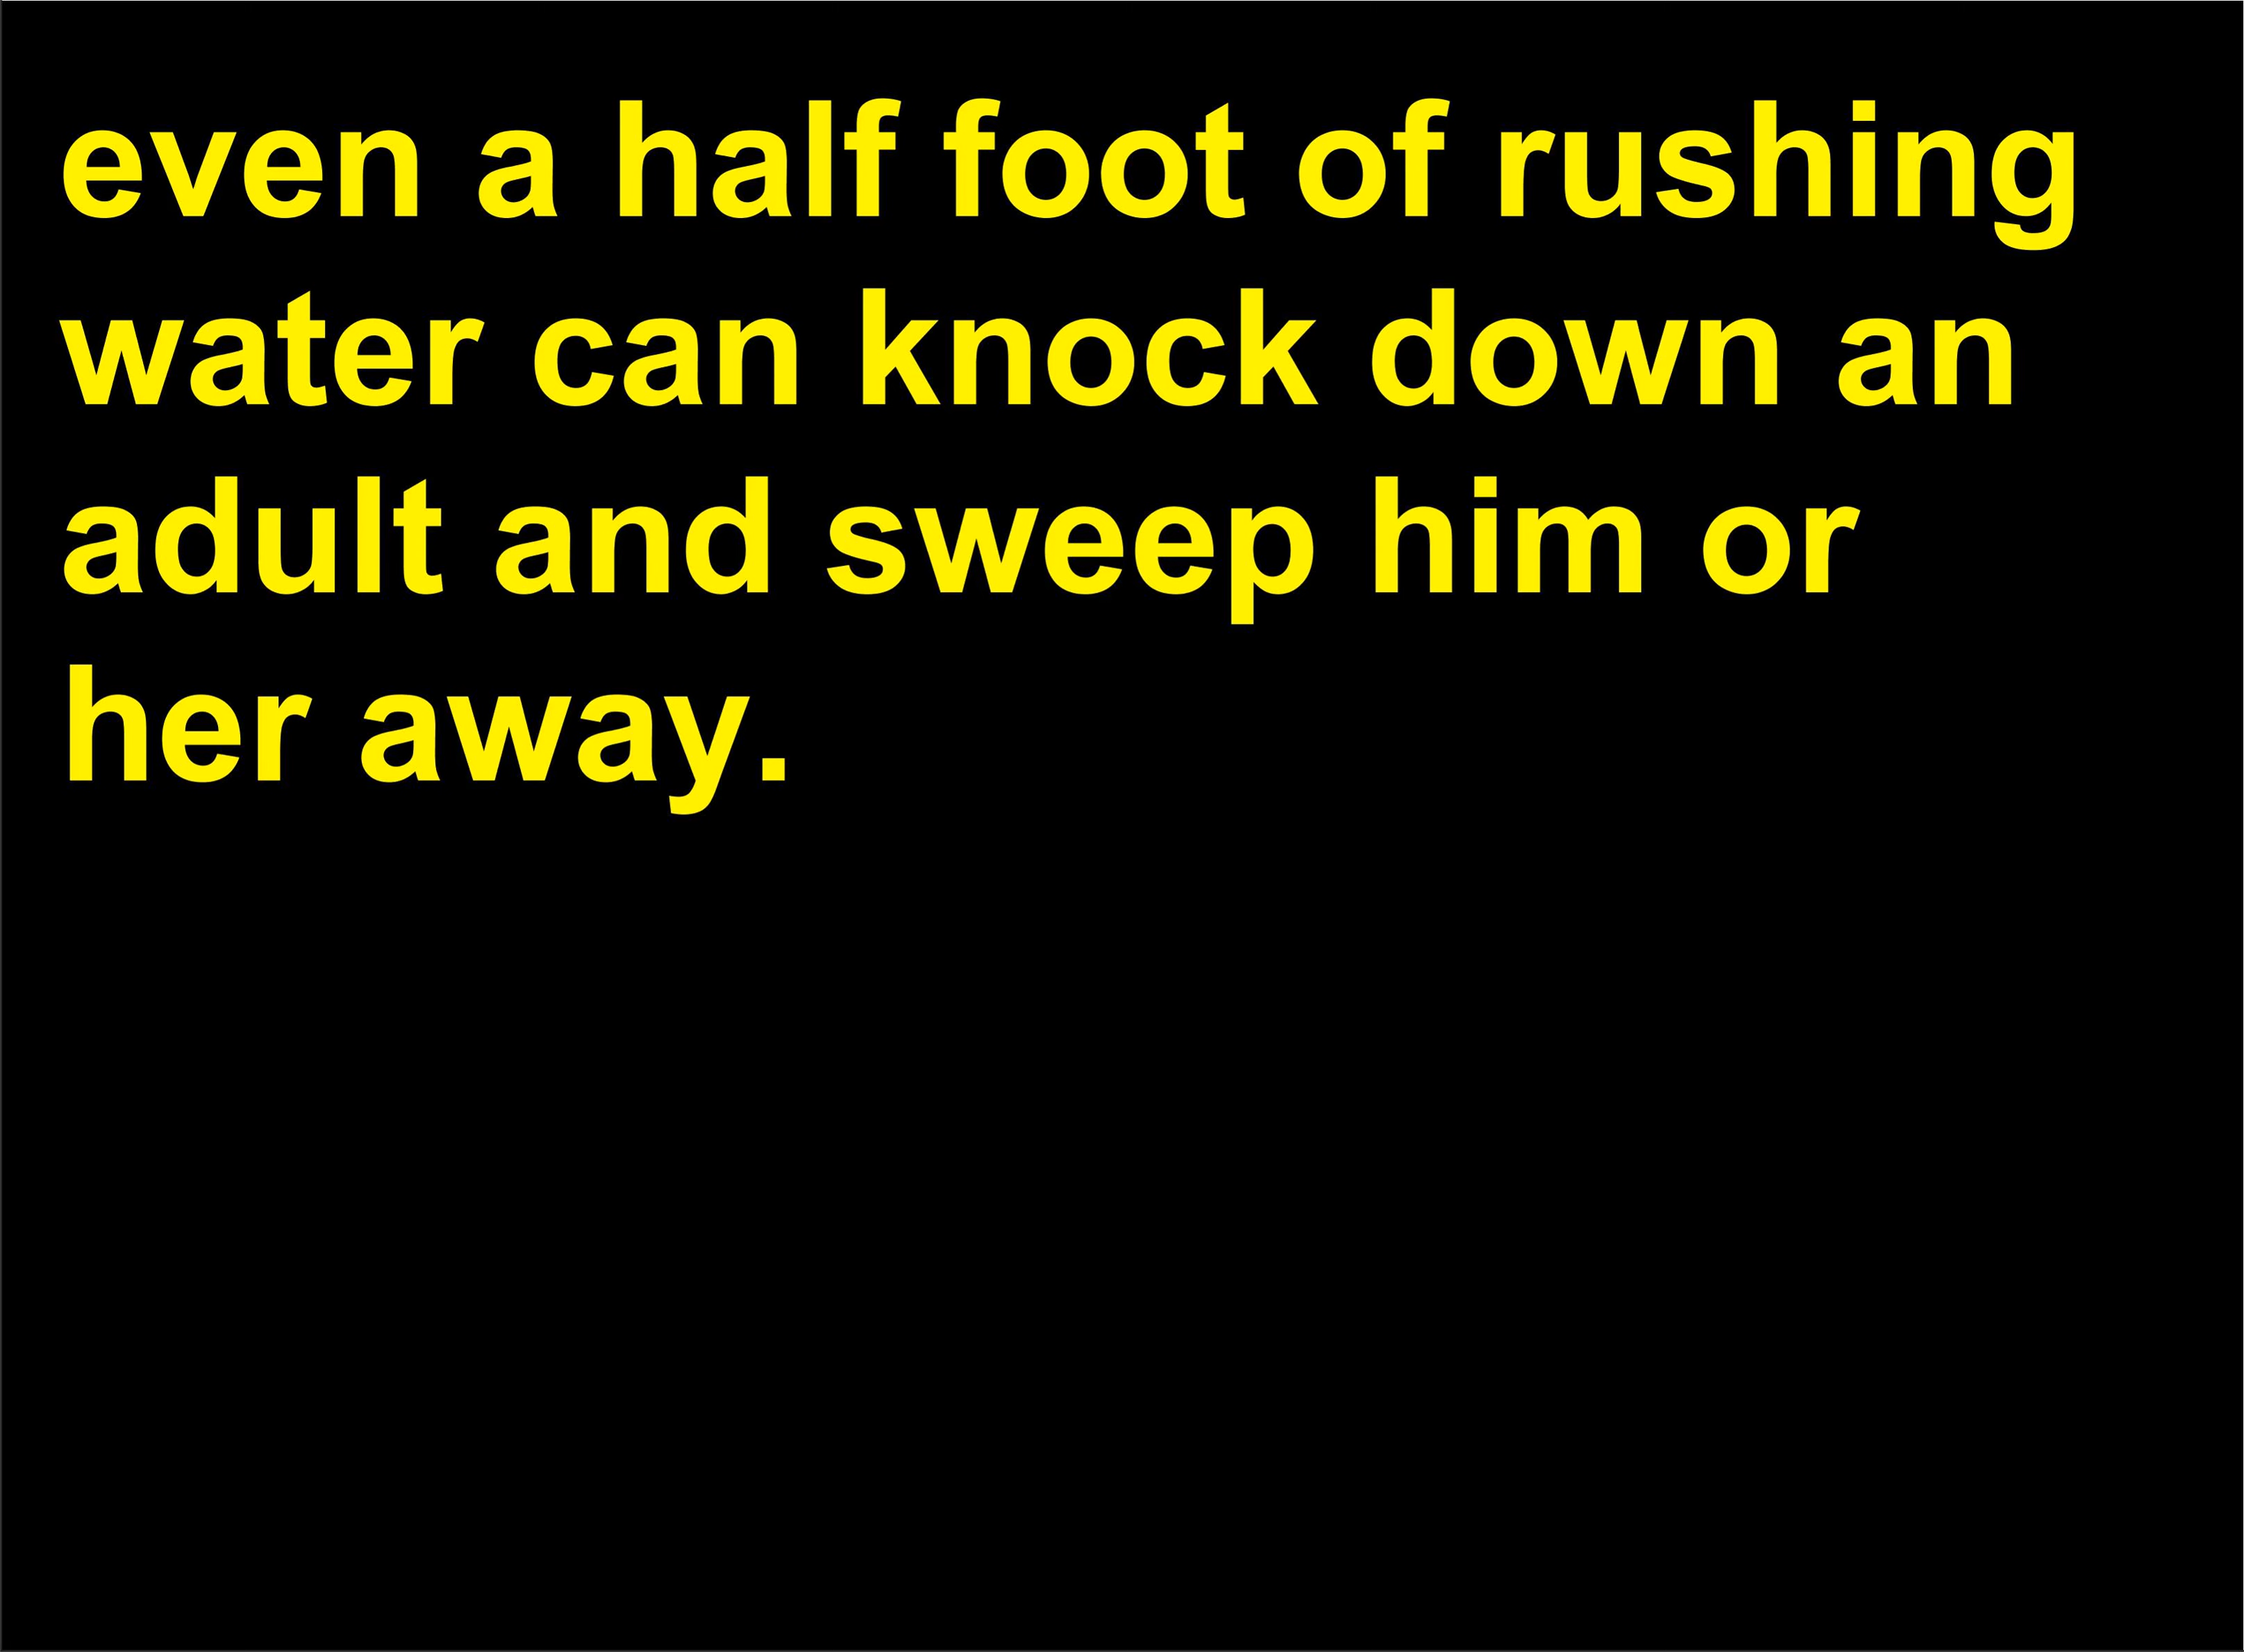 even a half foot of rushing
water can knock down an
adult and sweep him or
her away.